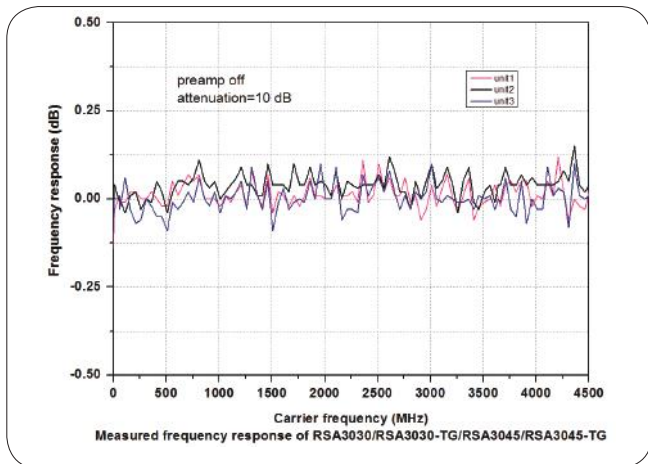 0.50
0.25
0.00
-0.25
-0.50
Frequency response (dB)
preamp off
attenuation=10 dB
unit1
unit2
unit3
0 500 1000 1500 2000 2500 3000 3500 4000 4500
Carrier frequency (MHz)
Measured frequency response of RSA3030/RSA3030-TG/RSA3045/RSA3045-TG